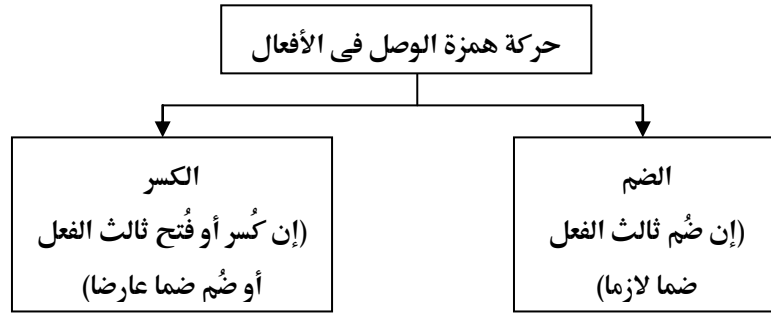 حركة همزة الوصل فى الأفعال
الضم
(إن ضُم ثالث الفعل
ضما لازما)
الكسر
(إن كُسر أو فُتح ثالث الفعل
أو ضُم ضما عارضا)